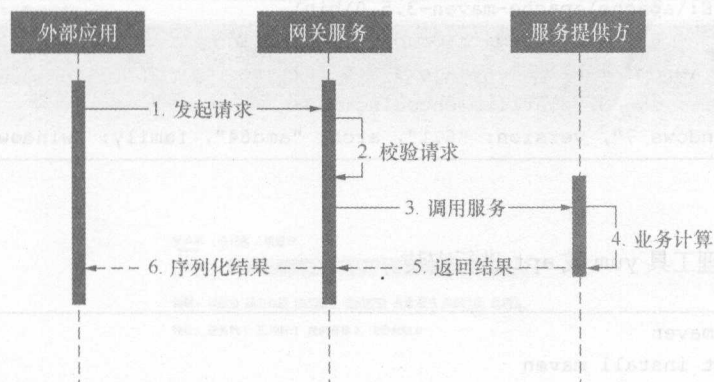 外部应用
网关服务
服务提供方
1. 发起请求
2. 校验请求
3. 调用服务
4. 业务计算
5. 返回结果
6. 序列化结果
t install maven